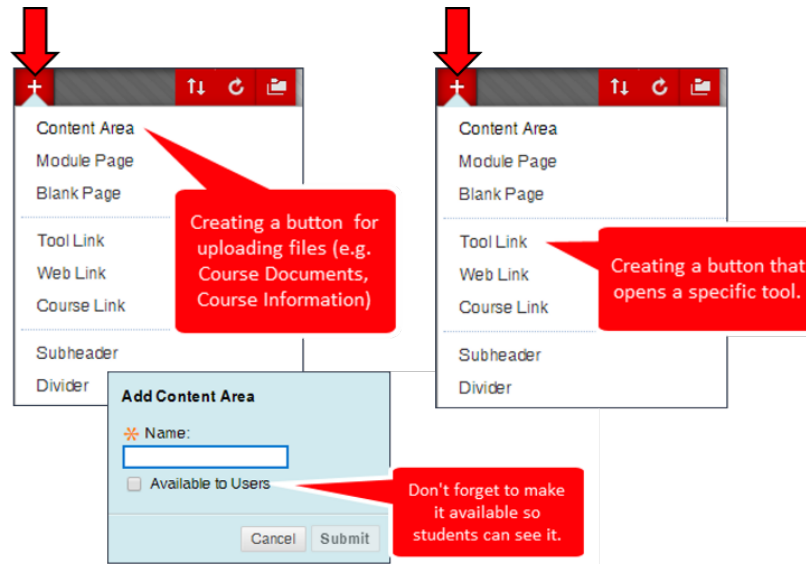 Content Area
Module Page
Blank Page
Tool Link
Web Link
Course Link
Subheader
Divider
Creating a button for
uploading files (e.g.
Course Documents,
Course Information)
Content Area
Module Page
Blank Page
Tool Link
Web Link
Course Link
Subheader
Divider
Creating a button that
opens a specific tool.
Add Content Area
Name:
Available to Users
Cancel Submit
Don't forget to make
it available so
students can see it.